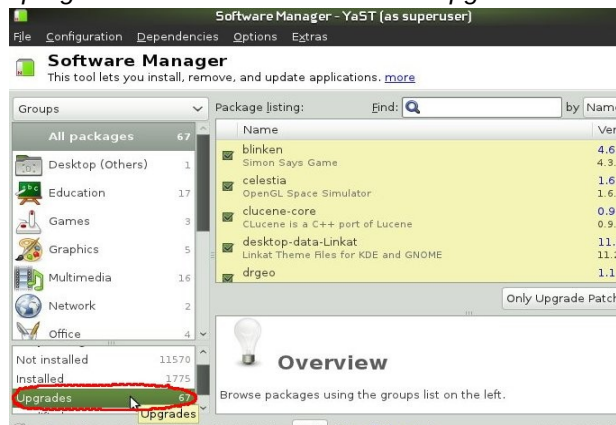 Software Manager - YaST (as superuser)
File Configuration Dependencies Options Extras
Software Manager
This tool lets you install, remove, and update applications. more
Groups
Package listing:
Find:
by Name
All packages 67
Desktop (Others) 1
Education 17
Games 3
Graphics 5
Multimedia 16
Network 2
Office 4
Not installed 11570
Installed 1775
Upgrades 67
Upgrades
Name Ver
blinken 4.6
Simon Says Game 4.3.
celestia 1.6
OpenGL Space Simulator 1.6.
clucene-core 0.9
CLucene is a C++ port of Lucene 0.9.
desktop-data-Linkat 11.
Linkat Theme Files for KDE and GNOME 11.2
drgeo 1.1
Only Upgrade Patch
Overview
Browse packages using the groups list on the left.